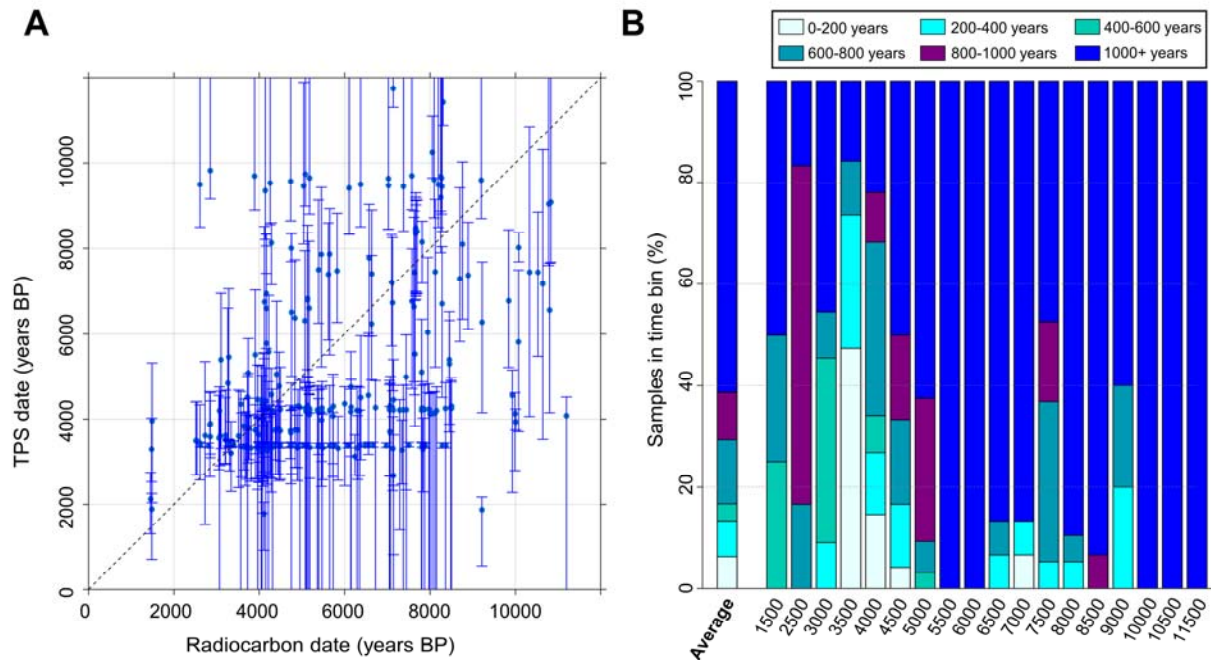 A
TPS date (years BP)
10000
8000
6000
4000
2000
0
0 2000 4000 6000 8000 10000
Radiocarbon date (years BP)
B
0-200 years 200-400 years 400-600 years
600-800 years 800-1000 years 1000+ years
Samples in time bin (%)
100
80
60
40
20
0
Average 1500 2500 3000 3500 4000 4500 5000 5500 6000 6500 7000 7500 8000 8500 9000 10000 10500 11500